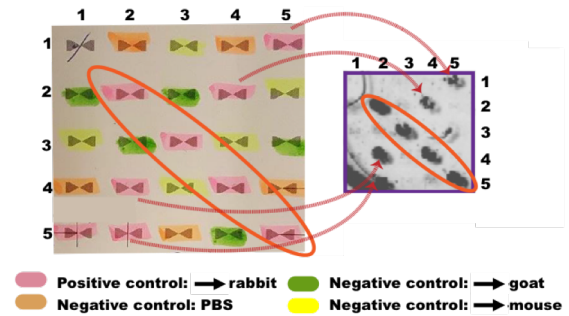 1 2 3 4 5
1
2
3
4
5
1 2 3 4 5
1
2
3
4
5
Positive control: → rabbit
Negative control: PBS
Negative control: → goat
Negative control: → mouse